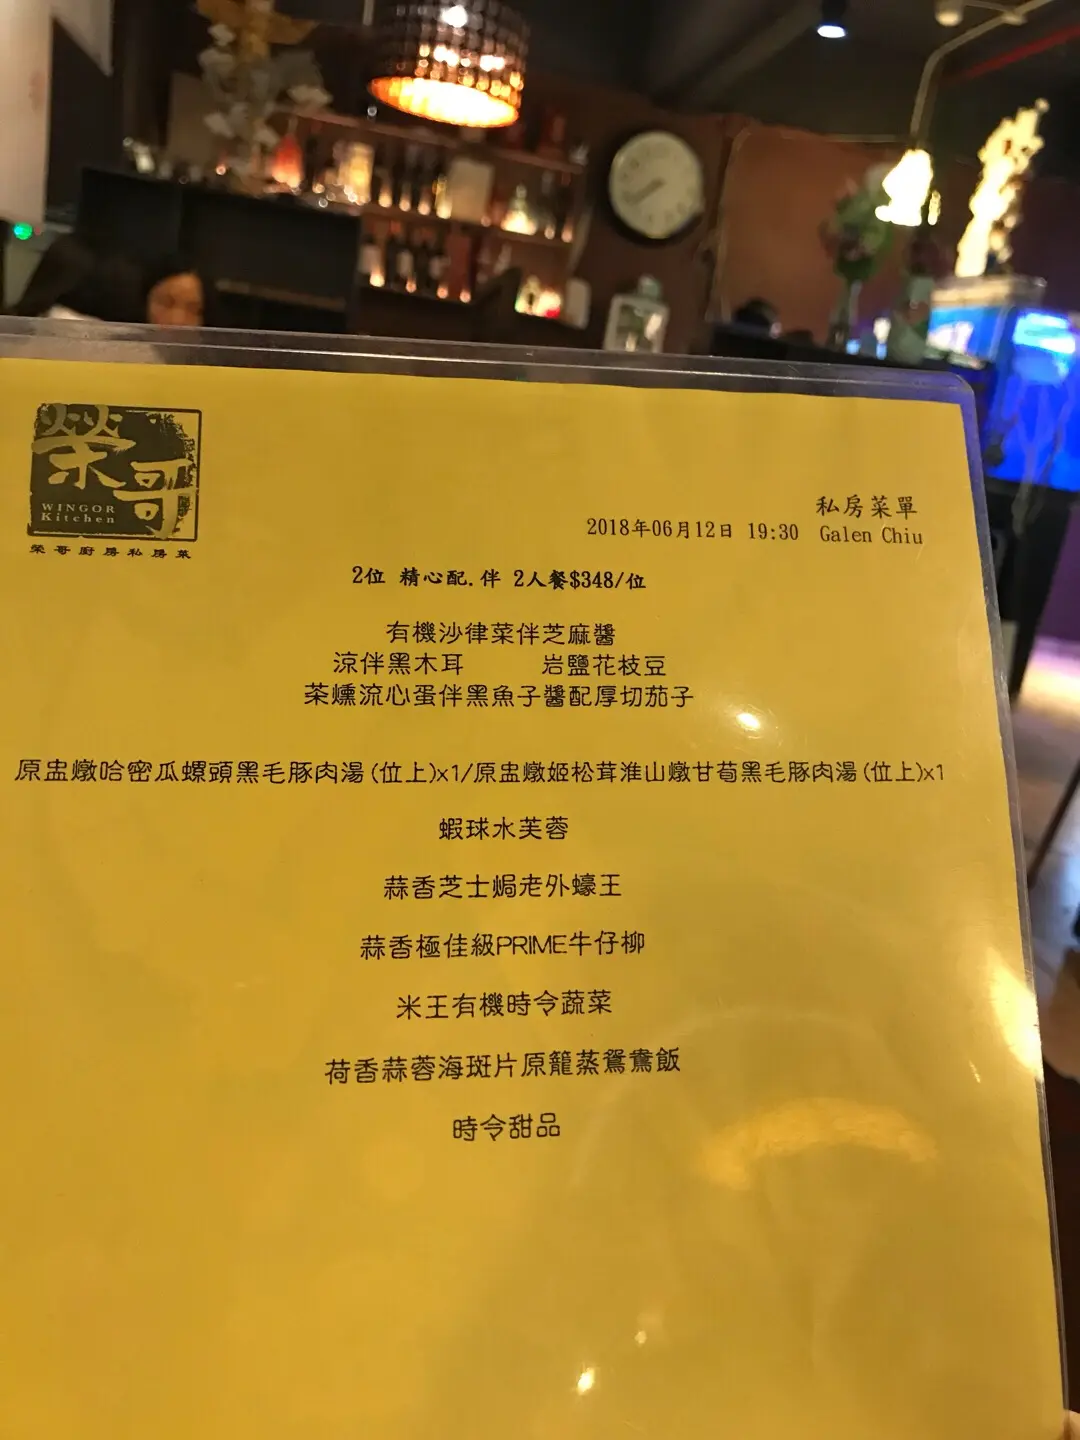 榮哥
WINGOR
Kitchen
榮哥廚房私房菜
私房菜單
2018年06月12日 19:30 Galen Chiu
2位 精心配.伴 2人餐$348/位
有機沙律菜伴芝麻醬
涼伴黑木耳 岩鹽花枝豆
茶燻流心蛋伴黑魚子醬配厚切茄子
原盅燉哈密瓜螺頭黑毛豚肉湯(位上)x1/原盅燉姬松茸淮山燉甘荀黑毛豚肉湯(位上)x1
蝦球水芙蓉
蒜香芝士焗老外蠔王
蒜香極佳級PRIME牛仔柳
米王有機時令蔬菜
荷香蒜蓉海斑片原籠蒸鴛鴦飯
時令甜品